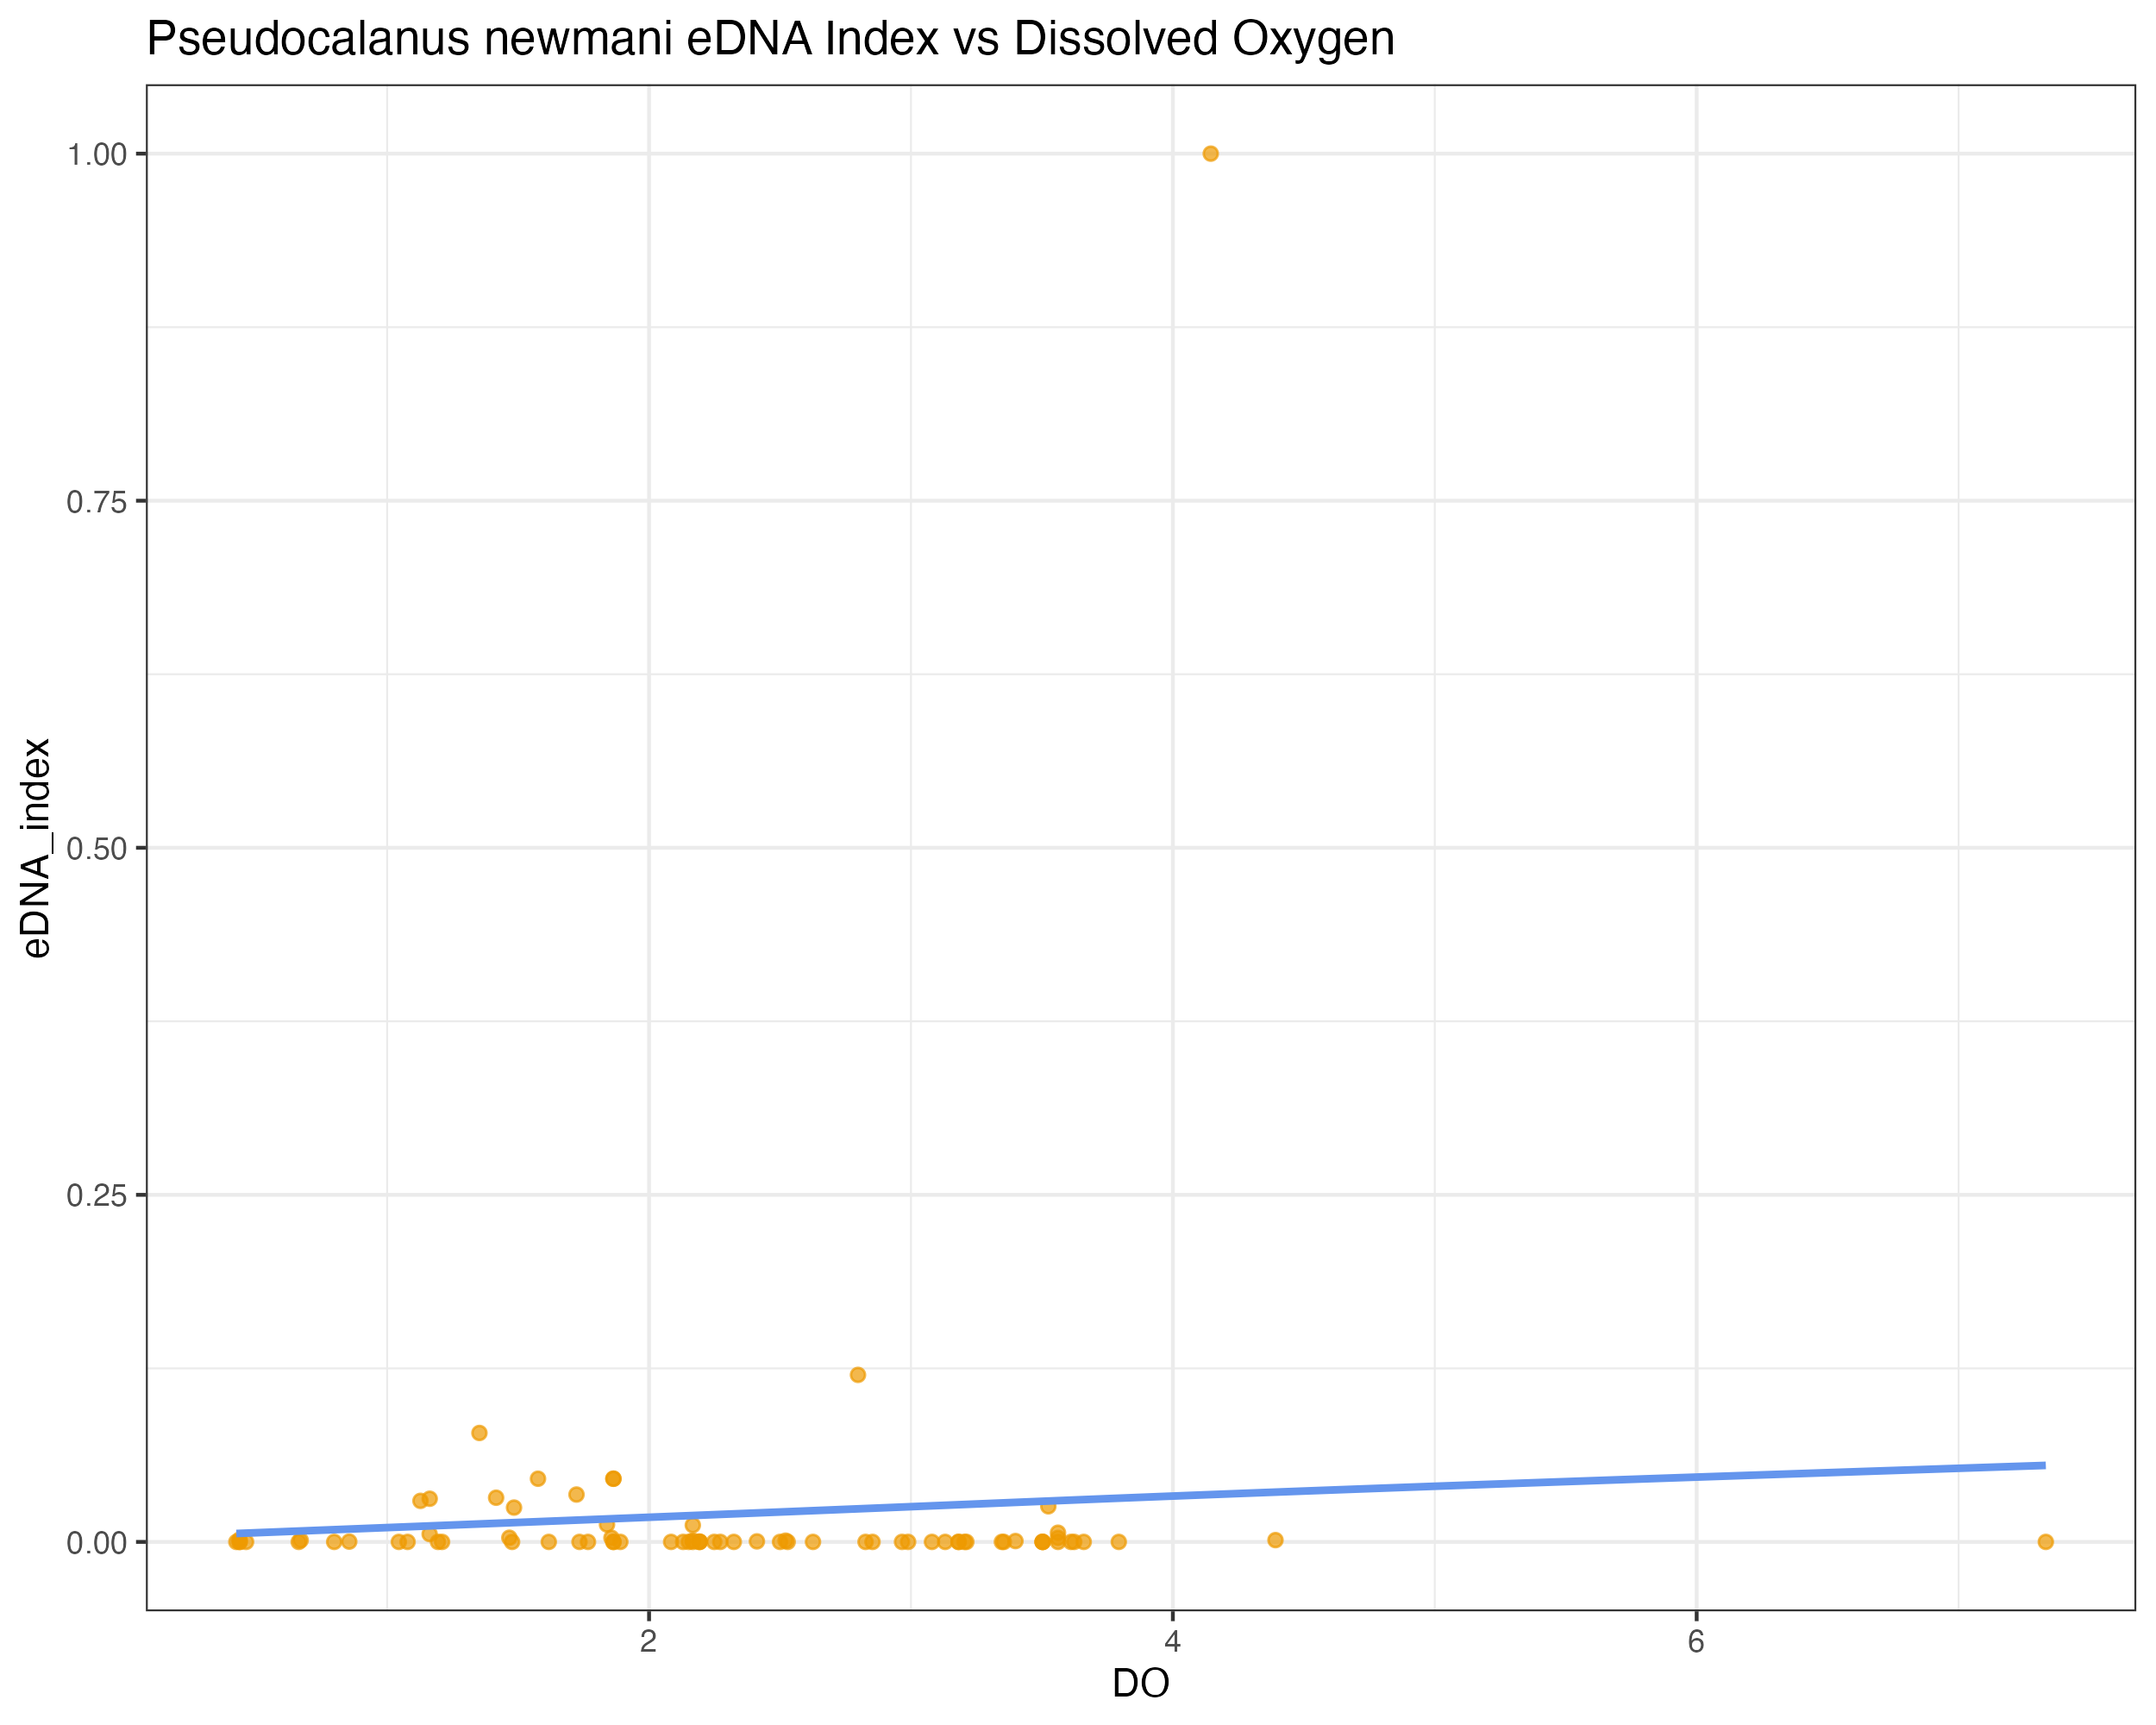 Pseudocalanus newmani eDNA Index vs Dissolved Oxygen
1.00
0.75
0.50
0.25
0.00
eDNA_index
2
4
6
DO